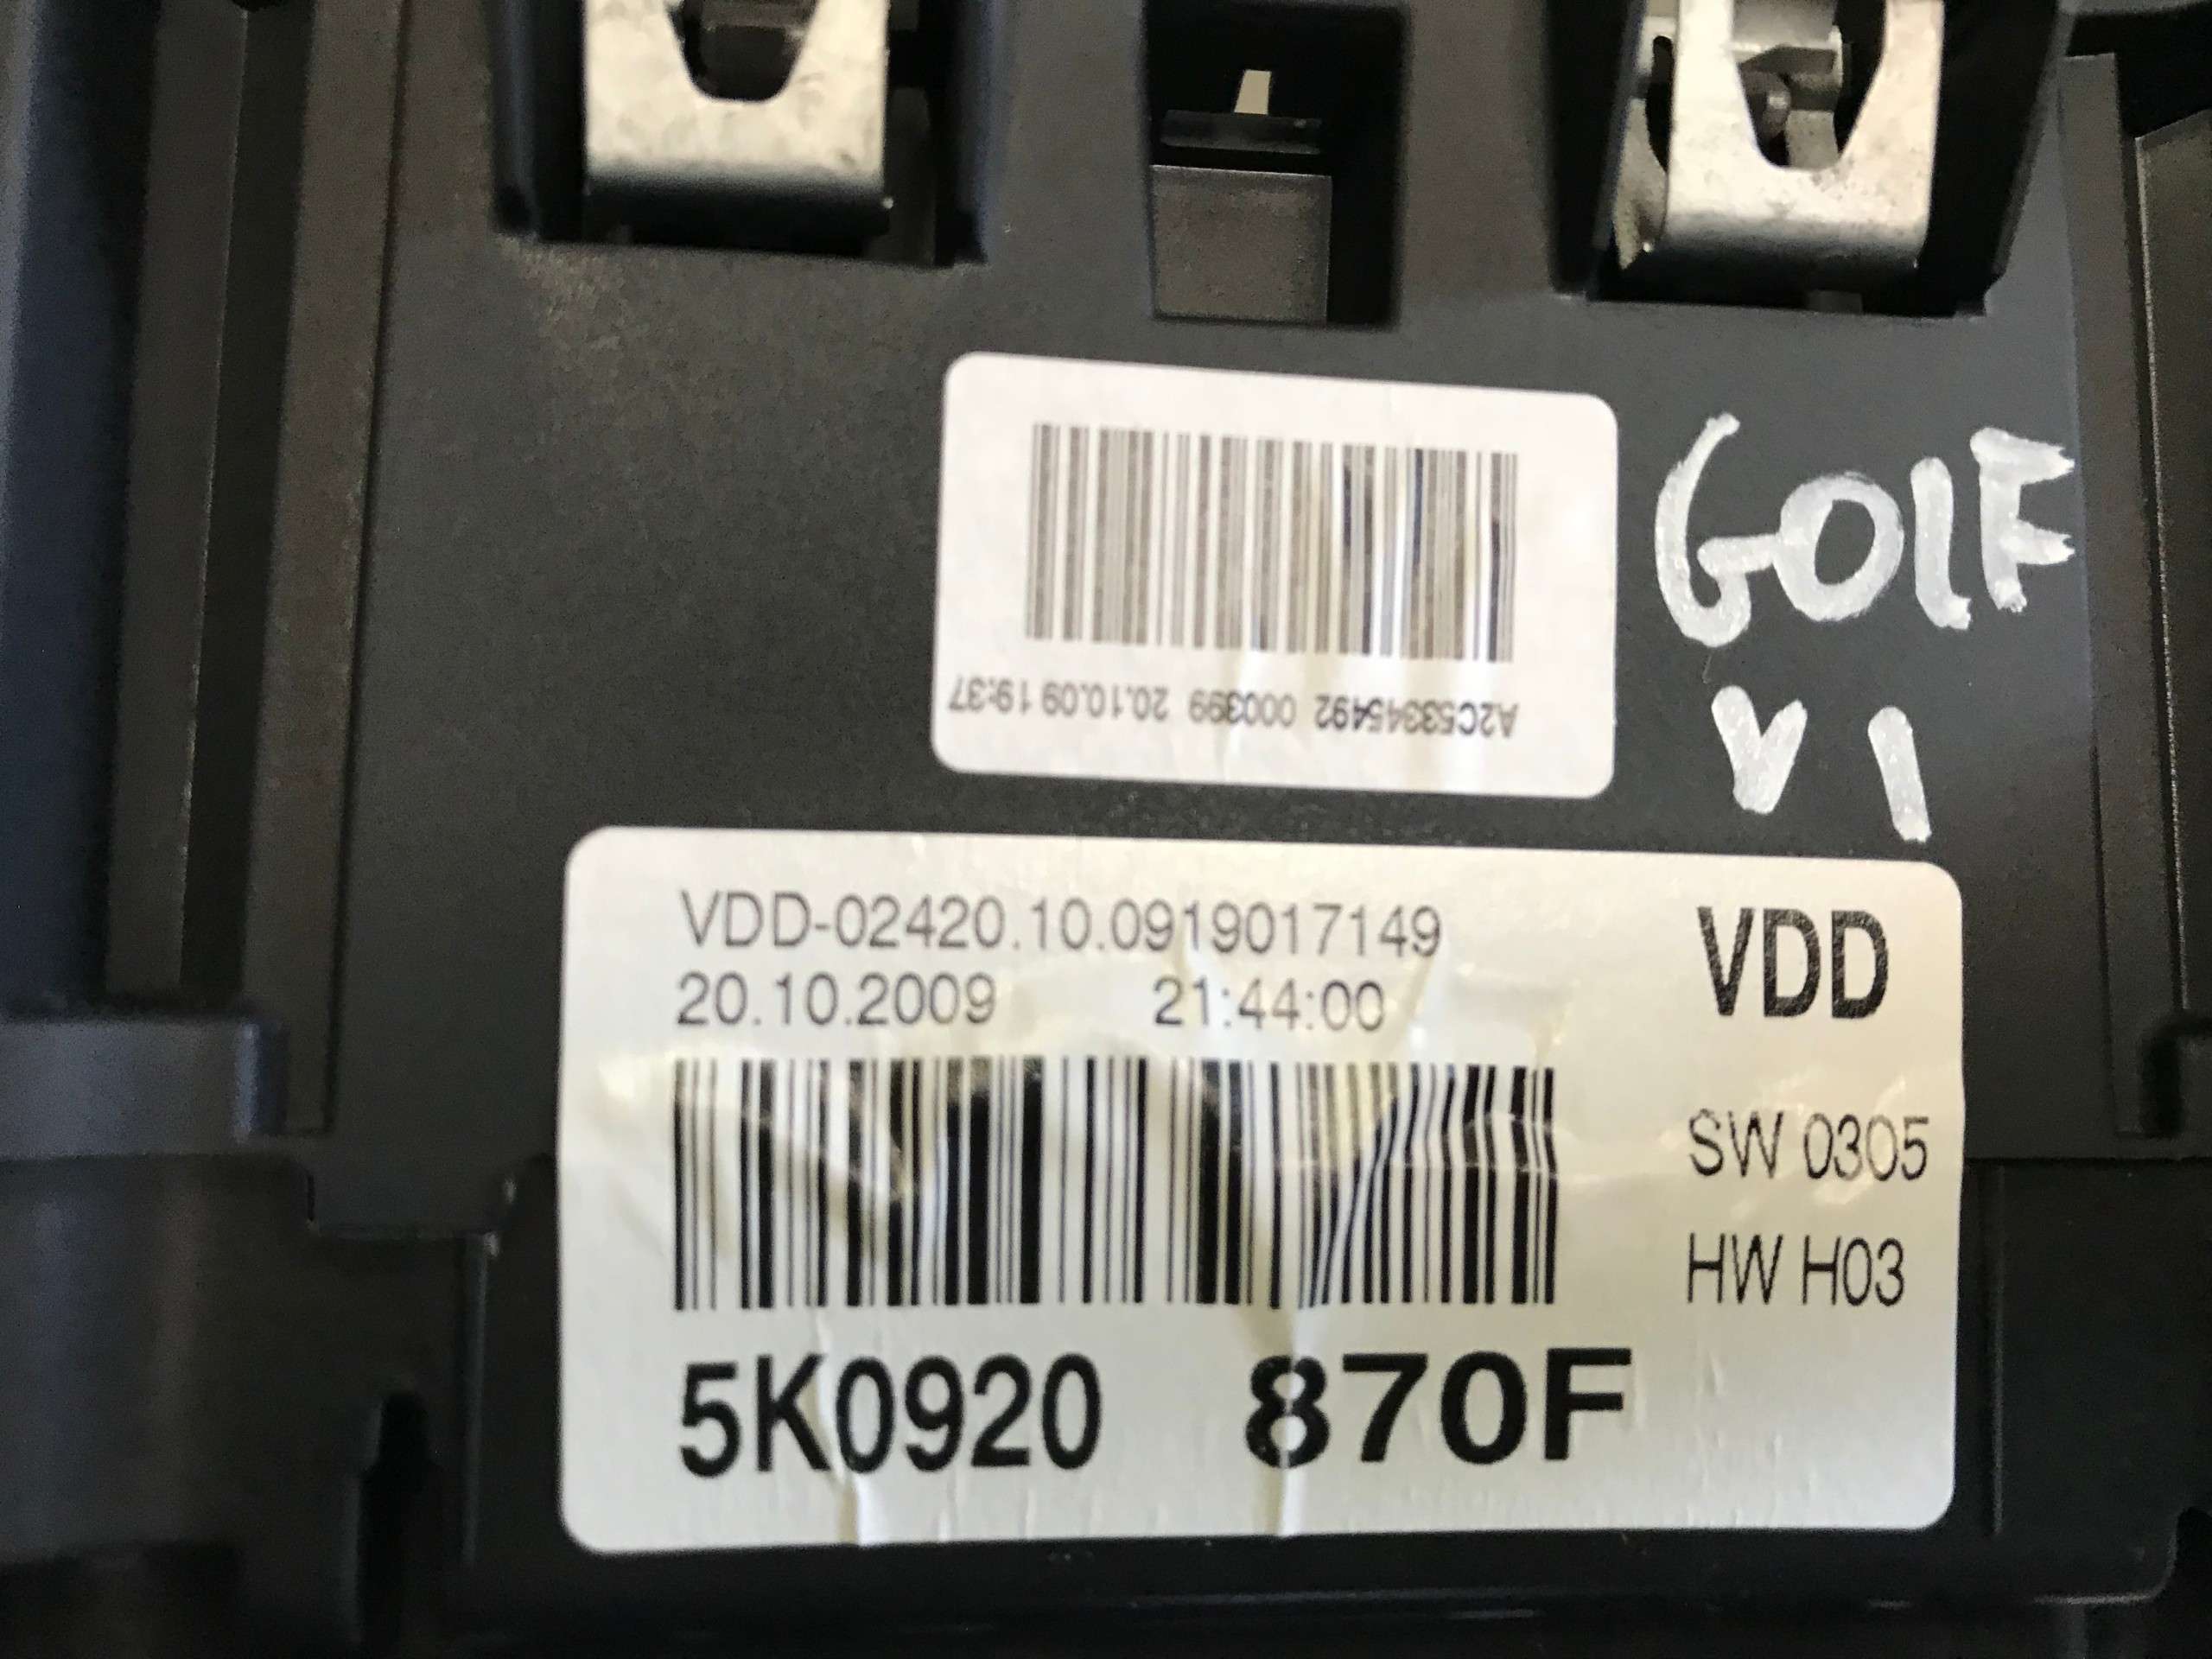 A2C53345492 000399 20.10.09 19:37
GOlF
V1
VDD-02420.10.0919017149
20.10.2009 21:44:00
VDD
SW 0305
HW H03
5K0920 870F